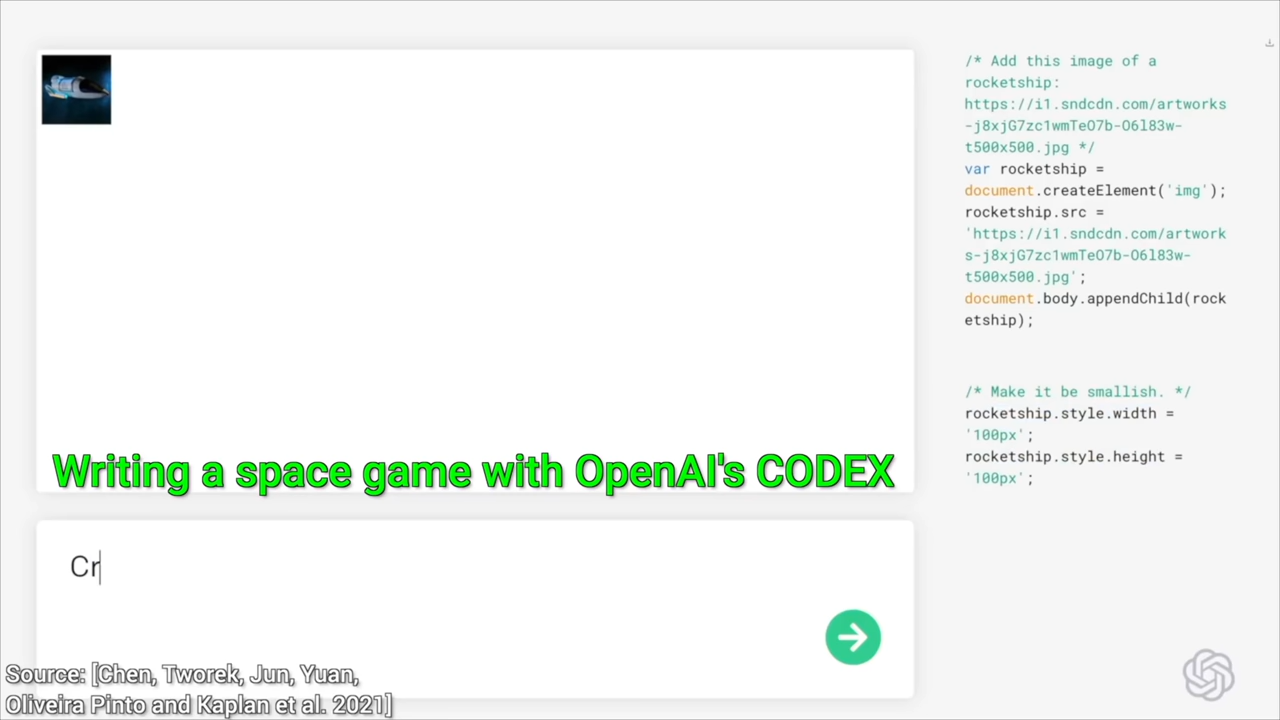 /* Add this image of a
rocketship:
https://i1.sndcdn.com/artworks
-j8xjG7zc1wmTeO7b-O6l83w-
t500x500.jpg */
var rocketship =
document.createElement('img');
rocketship.src =
'https://i1.sndcdn.com/artwork
s-j8xjG7zc1wmTeO7b-O6l83w-
t500x500.jpg';
document.body.appendChild(rock
etship);
/* Make it be smallish. */
rocketship.style.width =
'100px';
rocketship.style.height =
'100px';
Writing a space game with OpenAI's CODEX
Cr
Source: [Chen, Tworek, Jun, Yuan,
Oliveira Pinto and Kaplan et al. 2021]